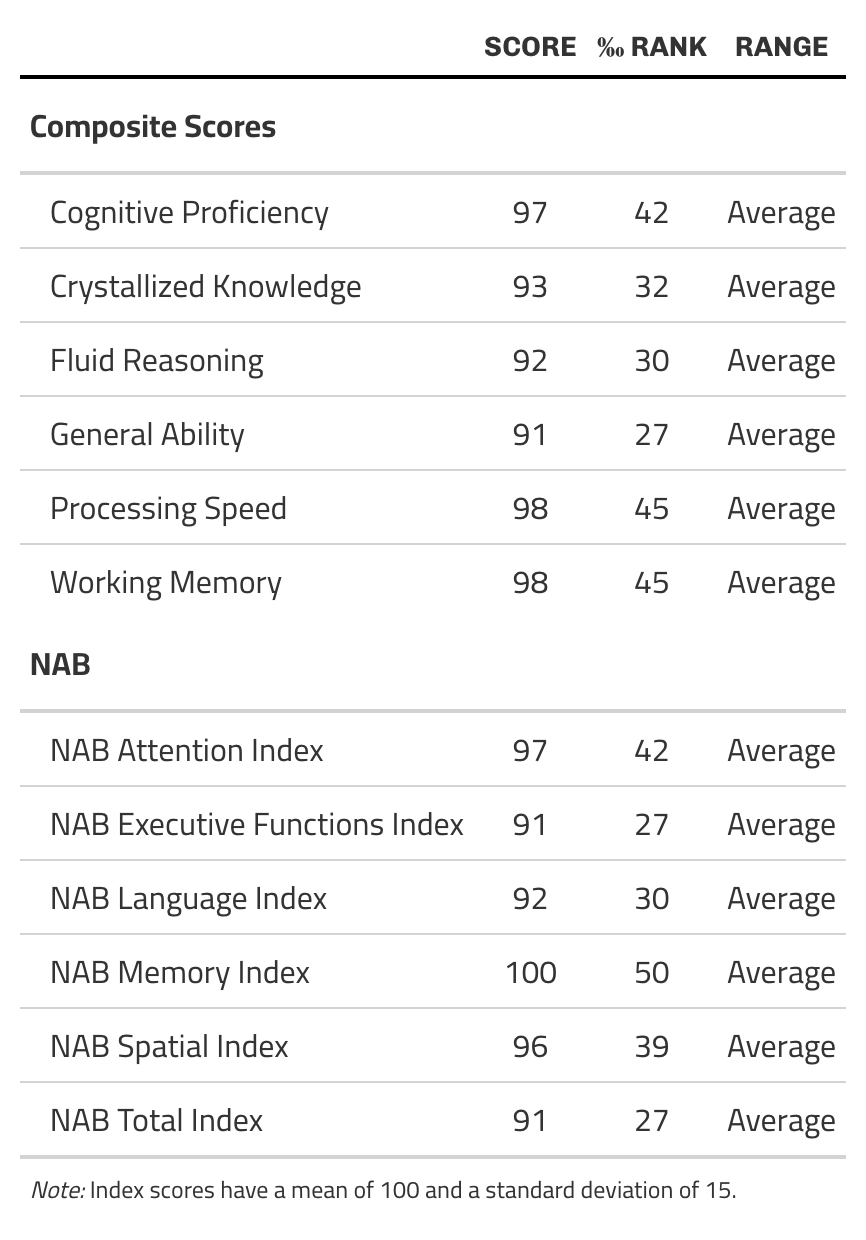 SCORE ‰ RANK RANGE
Composite Scores
Cognitive Proficiency 97 42 Average
Crystallized Knowledge 93 32 Average
Fluid Reasoning 92 30 Average
General Ability 91 27 Average
Processing Speed 98 45 Average
Working Memory 98 45 Average
NAB
NAB Attention Index 97 42 Average
NAB Executive Functions Index 91 27 Average
NAB Language Index 92 30 Average
NAB Memory Index 100 50 Average
NAB Spatial Index 96 39 Average
NAB Total Index 91 27 Average
Note: Index scores have a mean of 100 and a standard deviation of 15.